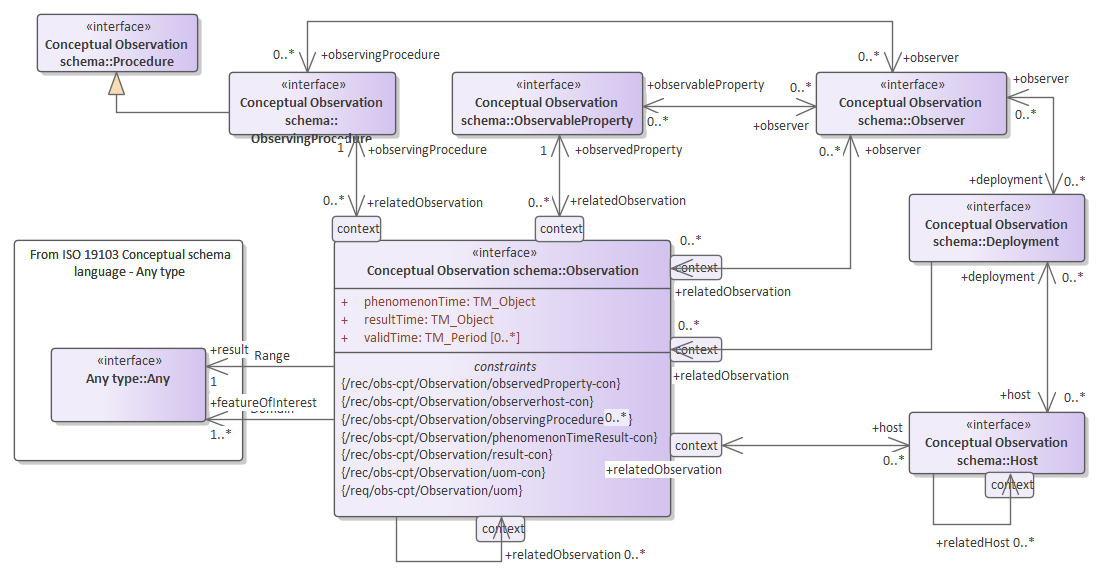 «interface»
Conceptual Observation
schema::Procedure
0..*
+observingProcedure
0..*
+observer
«interface»
Conceptual Observation
schema::
ObservingProcedure
«interface»
Conceptual Observation
schema::ObservableProperty
+observableProperty
0..*
0..*
+observer
«interface»
Conceptual Observation
schema::Observer
+observer
0..*
1
+observingProcedure
1
+observedProperty
0..*
+observer
0..*
+relatedObservation
0..*
+relatedObservation
+deployment
0..*
context
context
«interface»
Conceptual Observation
schema::Deployment
From ISO 19103 Conceptual schema
language - Any type
«interface»
Conceptual Observation schema::Observation
0..*
context
+relatedObservation
+deployment
0..*
+ phenomenonTime: TM_Object
+ resultTime: TM_Object
+ validTime: TM_Period [0..*]
0..*
context
+relatedObservation
«interface»
Any type::Any
+result
Range
1
+featureOfInterest
Domain
1..*
constraints
{/rec/obs-cpt/Observation/observedProperty-con}
{/rec/obs-cpt/Observation/observerhost-con}
{/rec/obs-cpt/Observation/observingProcedure
0..*
}
{/rec/obs-cpt/Observation/phenomenonTimeResult-con}
{/rec/obs-cpt/Observation/result-con}
{/rec/obs-cpt/Observation/uom-con}
{/req/obs-cpt/Observation/uom}
context
+relatedObservation
+host
0..*
+host
0..*
«interface»
Conceptual Observation
schema::Host
context
+relatedHost 0..*
context
+relatedObservation 0..*